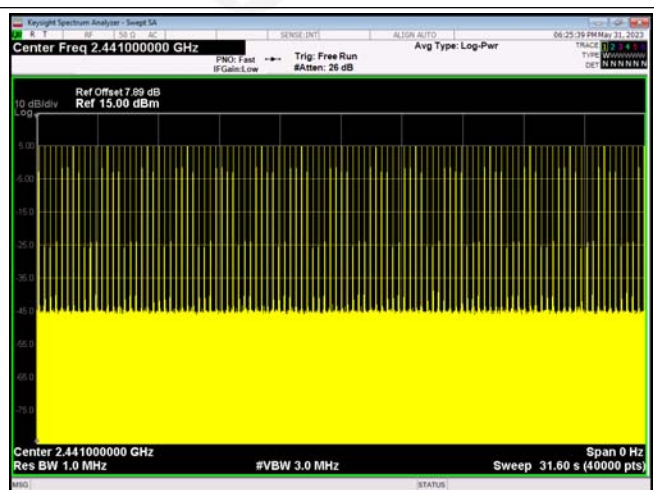 Keysight Spectrum Analyzer - Swept SA
R T RF 50 Ω AC SENSE:INT ALIGN AUTO 06:25:39 PM May 31, 2023
Center Freq 2.441000000 GHz Avg Type: Log-Pwr TRACE 1 2 3 4 5 6
PNO: Fast Trig: Free Run TYPE
IFGain:Low #Atten: 26 dB DET N N N N N N
Ref Offset 7.89 dB
10 dB/div Ref 15.00 dBm
Log
5.00
-5.00
-15.0
-25.0
-35.0
-45.0
-55.0
-65.0
-75.0
Center 2.441000000 GHz Span 0 Hz
Res BW 1.0 MHz #VBW 3.0 MHz Sweep 31.60 s (40000 pts)
MSG STATUS